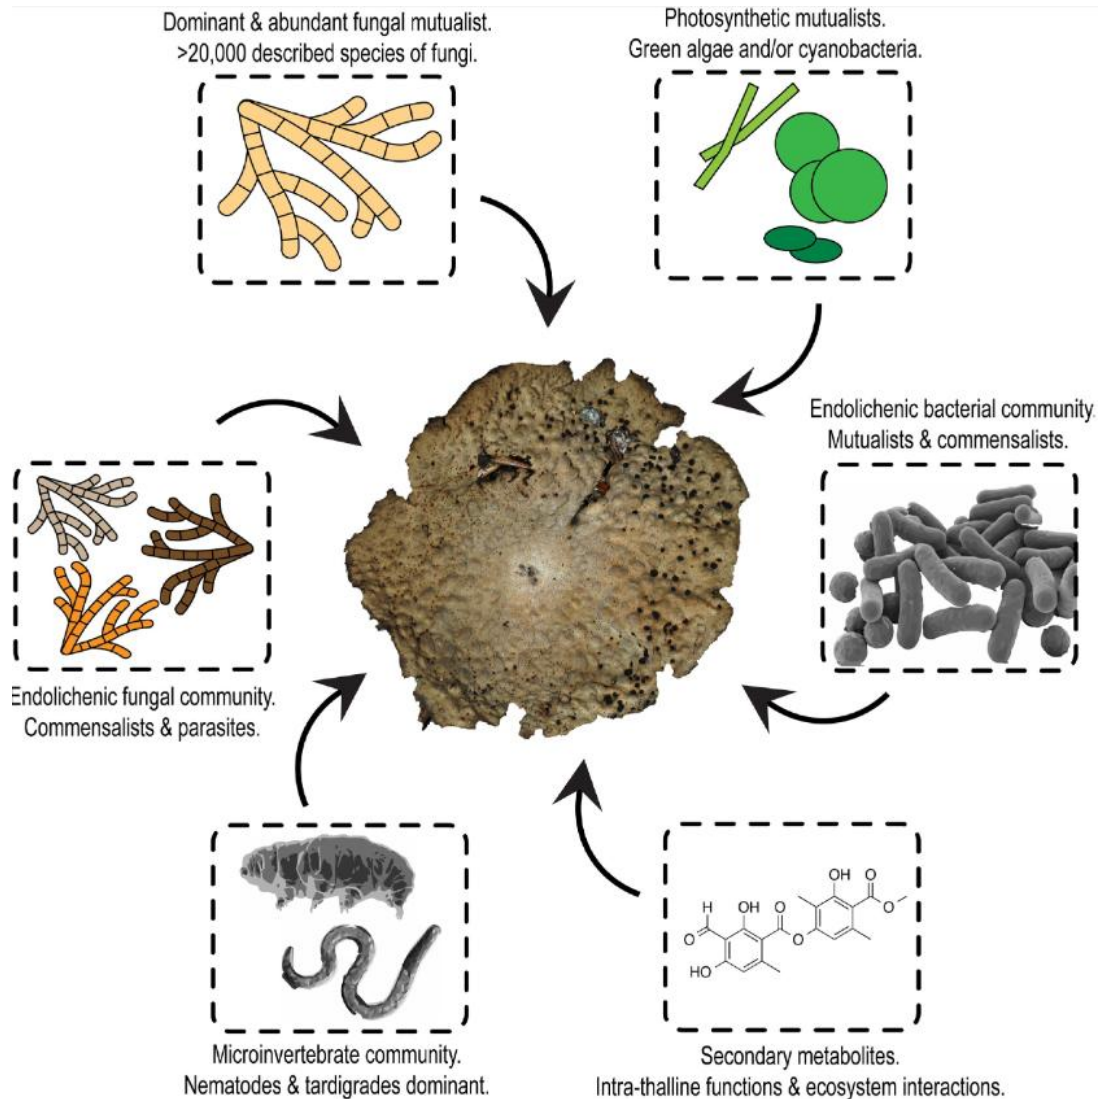 Dominant & abundant fungal mutualist.
>20,000 described species of fungi.
Photosynthetic mutualists.
Green algae and/or cyanobacteria.
Endolichenic bacterial community.
Mutualists & commensalists.
Endolichenic fungal community.
Commensalists & parasites.
Microinvertebrate community.
Nematodes & tardigrades dominant.
H
O
OH
O
O
HO
OH
O
O
Secondary metabolites.
Intra-thalline functions & ecosystem interactions.